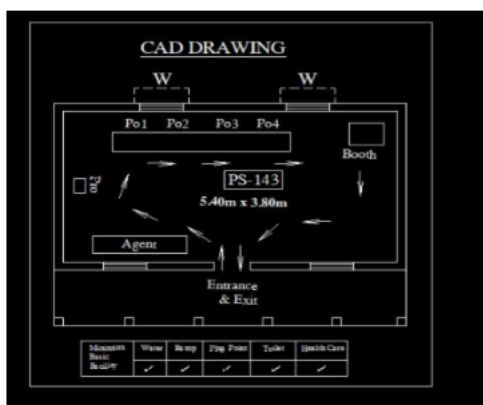 CAD DRAWING
W W
Po1 Po2 Po3 Po4
Booth
PS-143
Pro
5.40m x 3.80m
Agent
Entrance
& Exit
Minimum Water Ramp Plug Point Toilet Health Care
Basic
Facility ✓ ✓ ✓ ✓ ✓